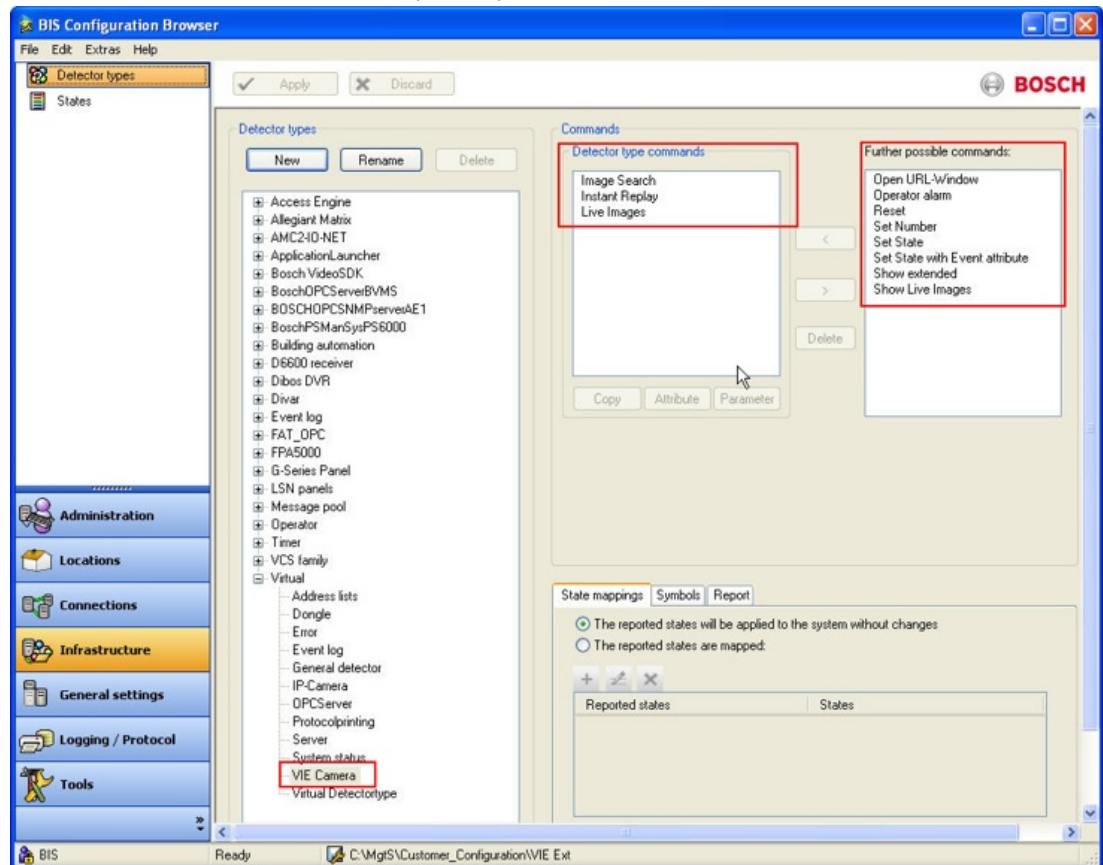 BIS Configuration Browser
File Edit Extras Help
Detector types
States
Apply
Discard
BOSCH
Detector types
New
Rename
Delete
Access Engine
Allegiant Matrix
AMC2-IO-NET
ApplicationLauncher
Bosch VideoSDK
BoschOPCServerBVMS
BOSCHOPCSNMPserverAE1
BoschPSManSysPS6000
Building automation
D6600 receiver
Dibos DVR
Divar
Event log
FAT_OPC
FPA5000
G-Series Panel
LSN panels
Message pool
Operator
Timer
VCS family
Virtual
Address lists
Dongle
Error
Event log
General detector
IP-Camera
OPCServer
Protocolprinting
Server
System status
VIE Camera
Virtual Detectortype
Commands
Detector type commands
Image Search
Instant Replay
Live Images
<
>
Delete
Copy
Attribute
Parameter
Further possible commands:
Open URL-Window
Operator alarm
Reset
Set Number
Set State
Set State with Event attribute
Show extended
Show Live Images
State mappings
Symbols
Report
The reported states will be applied to the system without changes
The reported states are mapped:
Reported states
States
Administration
Locations
Connections
Infrastructure
General settings
Logging / Protocol
Tools
BIS
Ready
C:\MgtS\Customer_Configuration\VIE Ext